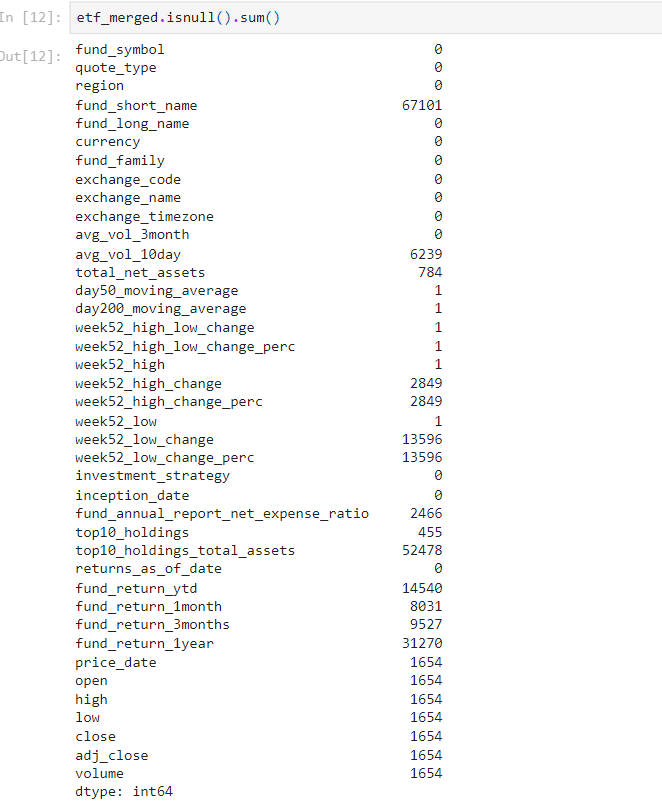 In [12]: etf_merged.isnull().sum()
Out[12]: fund_symbol 0
quote_type 0
region 0
fund_short_name 67101
fund_long_name 0
currency 0
fund_family 0
exchange_code 0
exchange_name 0
exchange_timezone 0
avg_vol_3month 0
avg_vol_10day 6239
total_net_assets 784
day50_moving_average 1
day200_moving_average 1
week52_high_low_change 1
week52_high_low_change_perc 1
week52_high 1
week52_high_change 2849
week52_high_change_perc 2849
week52_low 1
week52_low_change 13596
week52_low_change_perc 13596
investment_strategy 0
inception_date 0
fund_annual_report_net_expense_ratio 2466
top10_holdings 455
top10_holdings_total_assets 52478
returns_as_of_date 0
fund_return_ytd 14540
fund_return_1month 8031
fund_return_3months 9527
fund_return_1year 31270
price_date 1654
open 1654
high 1654
low 1654
close 1654
adj_close 1654
volume 1654
dtype: int64